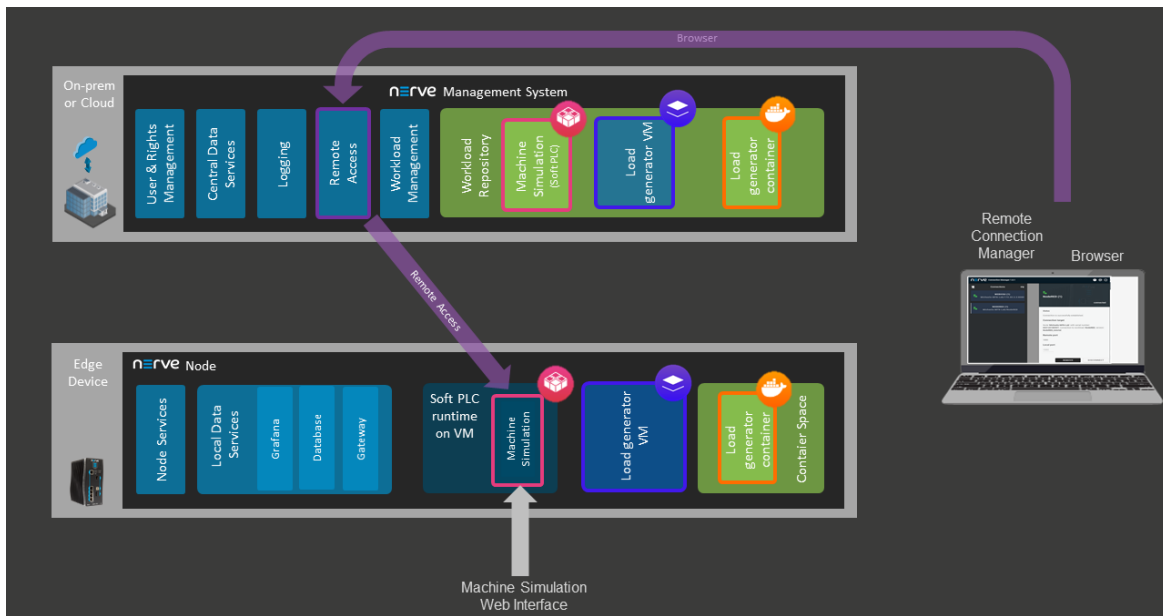 Browser
On-prem
or Cloud
nerve Management System
User & Rights
Management
Central Data
Services
Logging
Remote
Access
Workload
Management
Workload
Repository
Machine
Simulation
(Soft PLC)
Load
generator VM
Load
generator
container
Remote Access
Remote
Connection
Manager
Browser
Edge
Device
nerve Node
Node Services
Local Data
Services
Grafana
Database
Gateway
Soft PLC
runtime
on VM
Machine
Simulation
Load generator
VM
Load
generator
container
Contaier Space
Machine Simulation
Web Interface